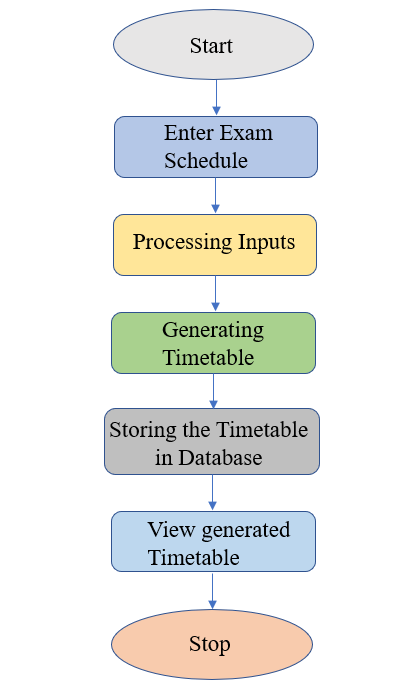 Start
Enter Exam
Schedule
Processing Inputs
Generating
Timetable
Storing the Timetable
in Database
View generated
Timetable
Stop